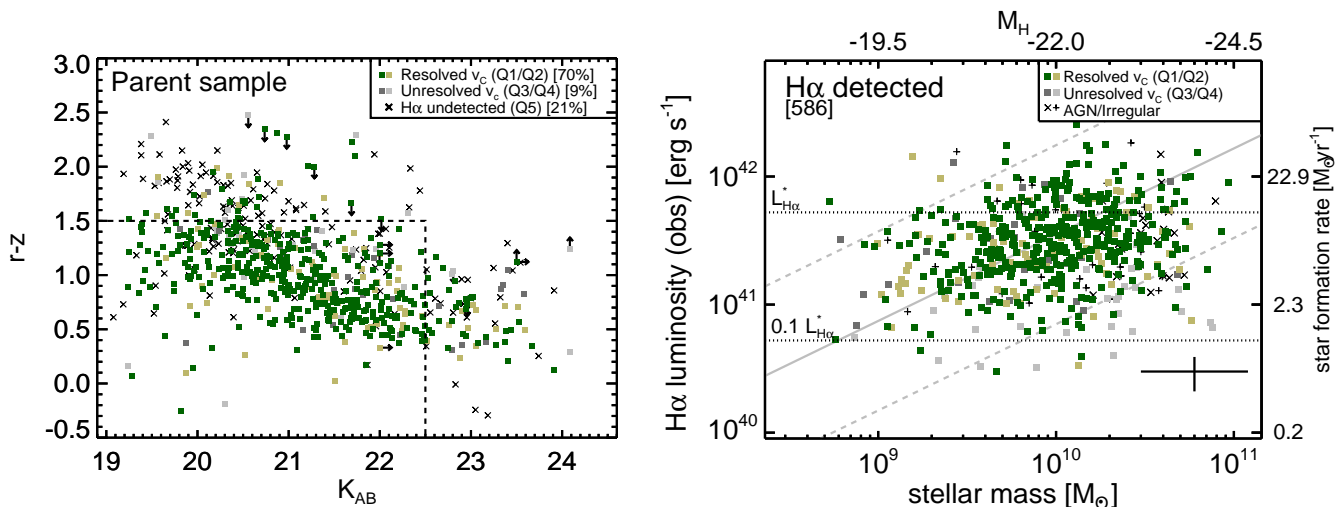 Parent sample
Resolved v_C (Q1/Q2) [70%]
Unresolved v_c (Q3/Q4) [9%]
Hα undetected (Q5) [21%]
3.0
2.5
2.0
1.5
1.0
0.5
0.0
-0.5
r-z
19 20 21 22 23 24
K_AB
M_H
-19.5 -22.0 -24.5
Hα detected
[586]
Resolved v_C (Q1/Q2)
Unresolved v_C (Q3/Q4)
AGN/Irregular
L*_Hα
0.1 L*_Hα
10^42
10^41
10^40
Hα luminosity (obs) [erg s^-1]
22.9
2.3
0.2
star formation rate [M_⊙yr^-1]
10^9 10^10 10^11
stellar mass [M_⊙]